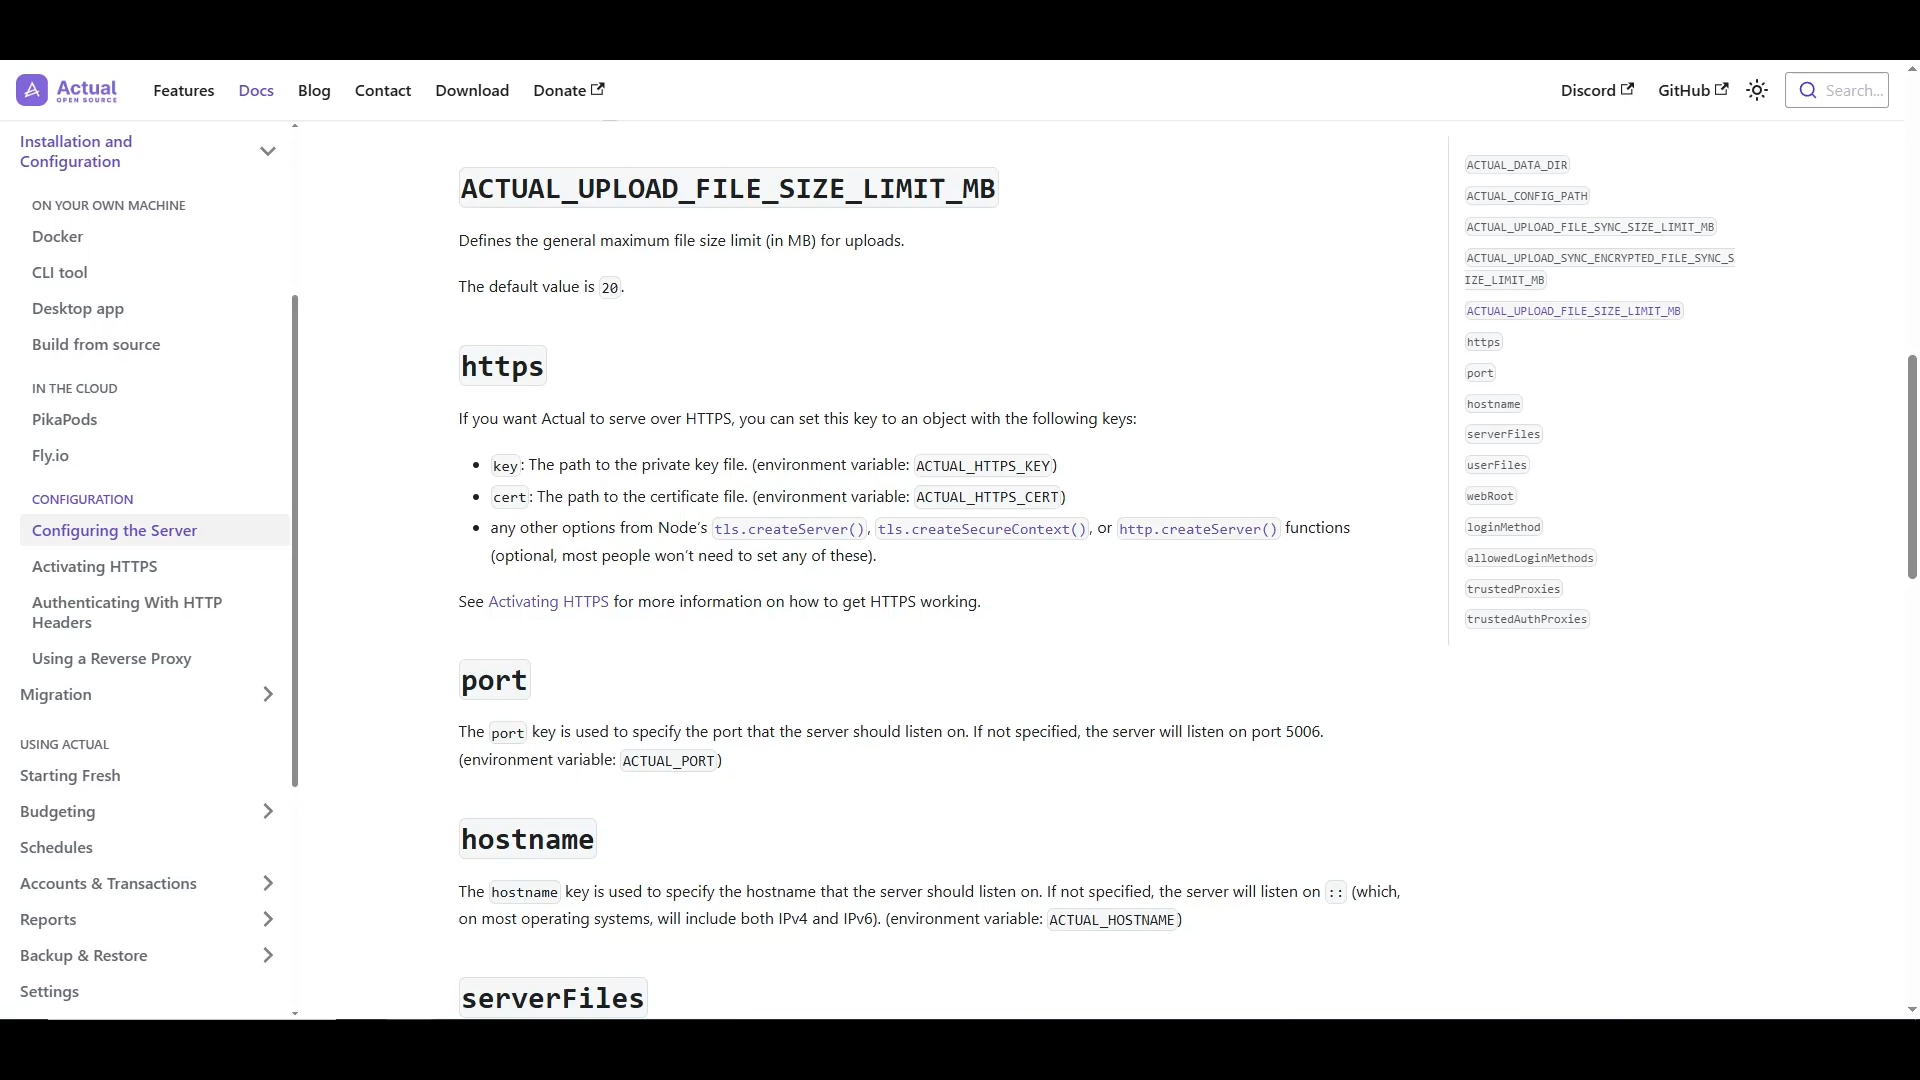 Actual
OPEN SOURCE
Features
Docs
Blog
Contact
Download
Donate
Discord
GitHub
Search...
Installation and
Configuration
ON YOUR OWN MACHINE
Docker
CLI tool
Desktop app
Build from source
IN THE CLOUD
PikaPods
Fly.io
CONFIGURATION
Configuring the Server
Activating HTTPS
Authenticating With HTTP
Headers
Using a Reverse Proxy
Migration
USING ACTUAL
Starting Fresh
Budgeting
Schedules
Accounts & Transactions
Reports
Backup & Restore
Settings
ACTUAL_UPLOAD_FILE_SIZE_LIMIT_MB
Defines the general maximum file size limit (in MB) for uploads.
The default value is 20.
https
If you want Actual to serve over HTTPS, you can set this key to an object with the following keys:
• key: The path to the private key file. (environment variable: ACTUAL_HTTPS_KEY)
• cert: The path to the certificate file. (environment variable: ACTUAL_HTTPS_CERT)
• any other options from Node’s tls.createServer(), tls.createSecureContext(), or http.createServer() functions
(optional, most people won’t need to set any of these).
See Activating HTTPS for more information on how to get HTTPS working.
port
The port key is used to specify the port that the server should listen on. If not specified, the server will listen on port 5006.
(environment variable: ACTUAL_PORT)
hostname
The hostname key is used to specify the hostname that the server should listen on. If not specified, the server will listen on :: (which,
on most operating systems, will include both IPv4 and IPv6). (environment variable: ACTUAL_HOSTNAME)
serverFiles
ACTUAL_DATA_DIR
ACTUAL_CONFIG_PATH
ACTUAL_UPLOAD_FILE_SYNC_SIZE_LIMIT_MB
ACTUAL_UPLOAD_SYNC_ENCRYPTED_FILE_SYNC_S
IZE_LIMIT_MB
ACTUAL_UPLOAD_FILE_SIZE_LIMIT_MB
https
port
hostname
serverFiles
userFiles
webRoot
loginMethod
allowedLoginMethods
trustedProxies
trustedAuthProxies